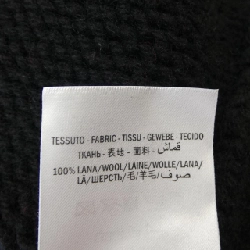 TESSUTO - FABRIC - TISSU - GEWEBE - TECIDO
ТКАНЬ - 表地 - 面料 - قماش
100% LANA/WOOL/LAINE/WOLLE/LANA/
LÃ/ШЕРСТЬ/毛/羊毛/صوف